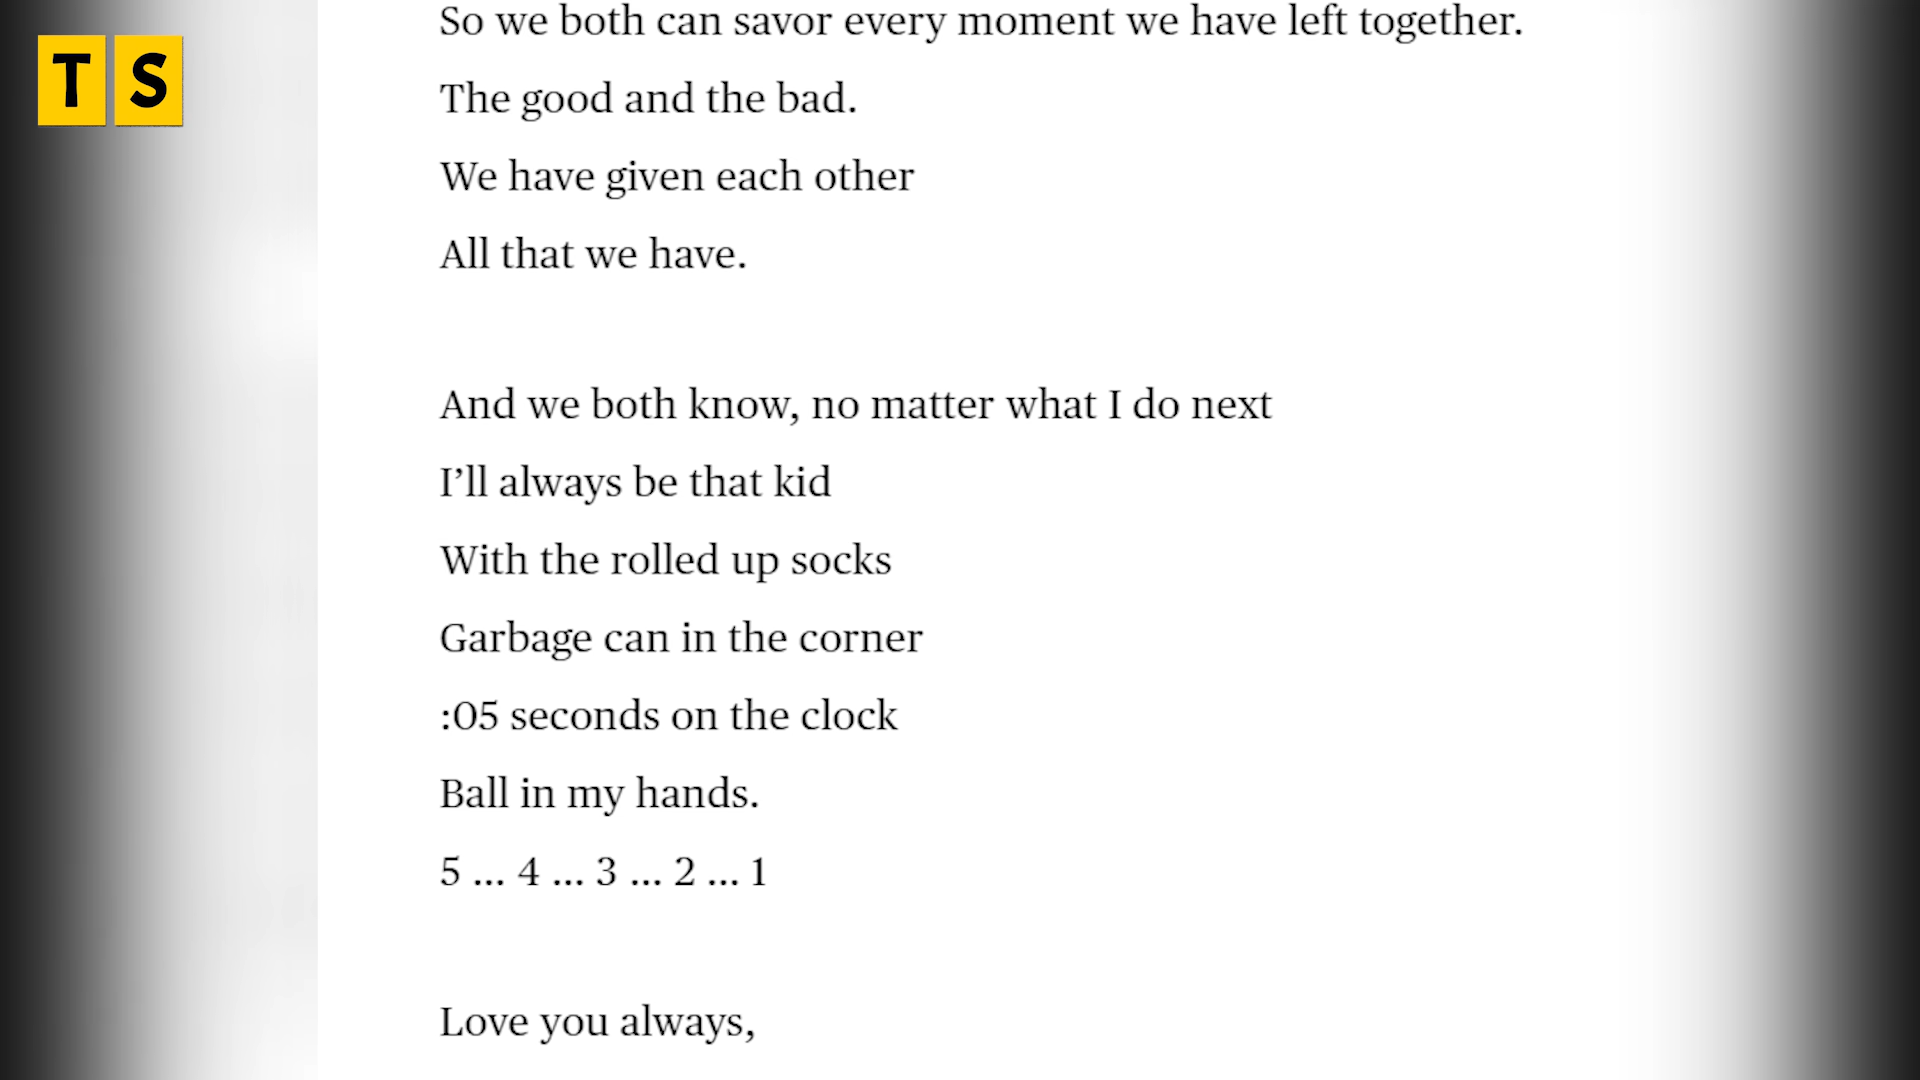 T S
So we both can savor every moment we have left together.
The good and the bad.
We have given each other
All that we have.
And we both know, no matter what I do next
I’ll always be that kid
With the rolled up socks
Garbage can in the corner
:05 seconds on the clock
Ball in my hands.
5 … 4 … 3 … 2 … 1
Love you always,